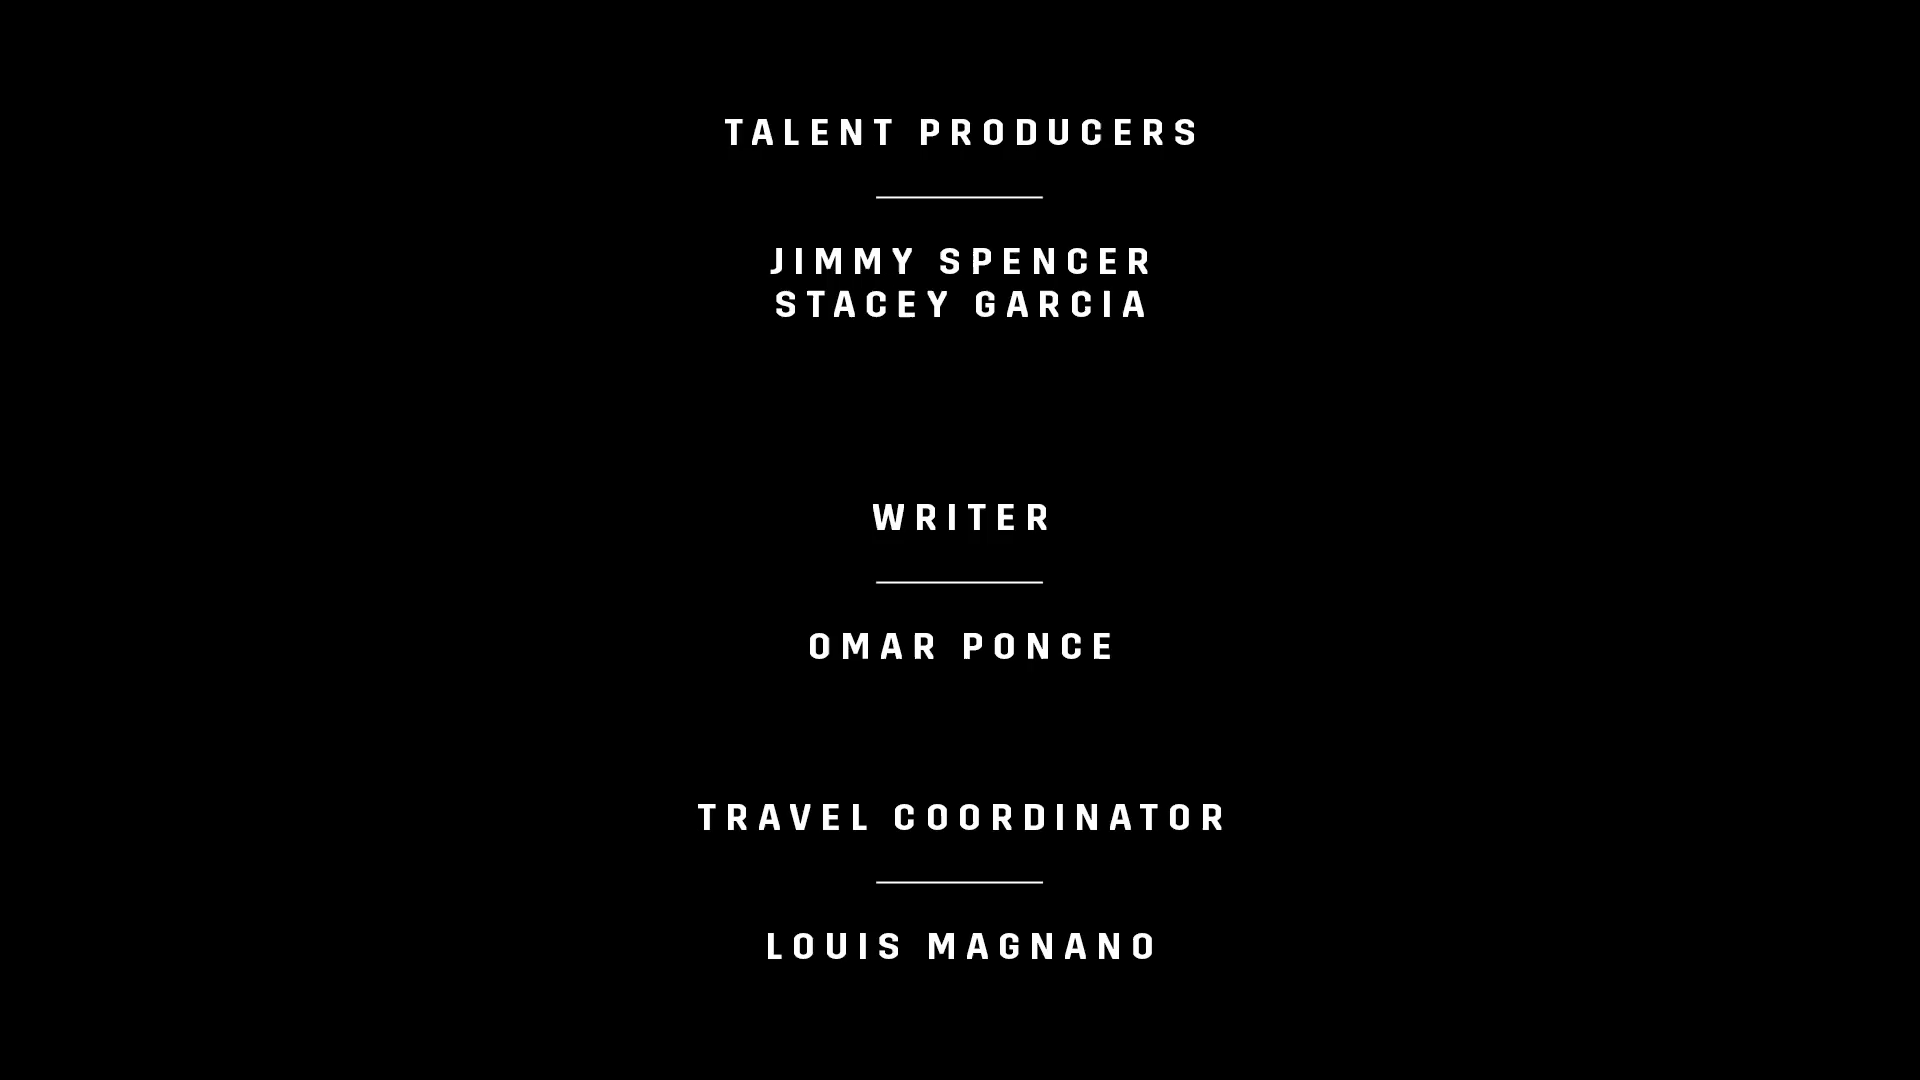 TALENT PRODUCERS
JIMMY SPENCER
STACEY GARCIA
WRITER
OMAR PONCE
TRAVEL COORDINATOR
LOUIS MAGNANO